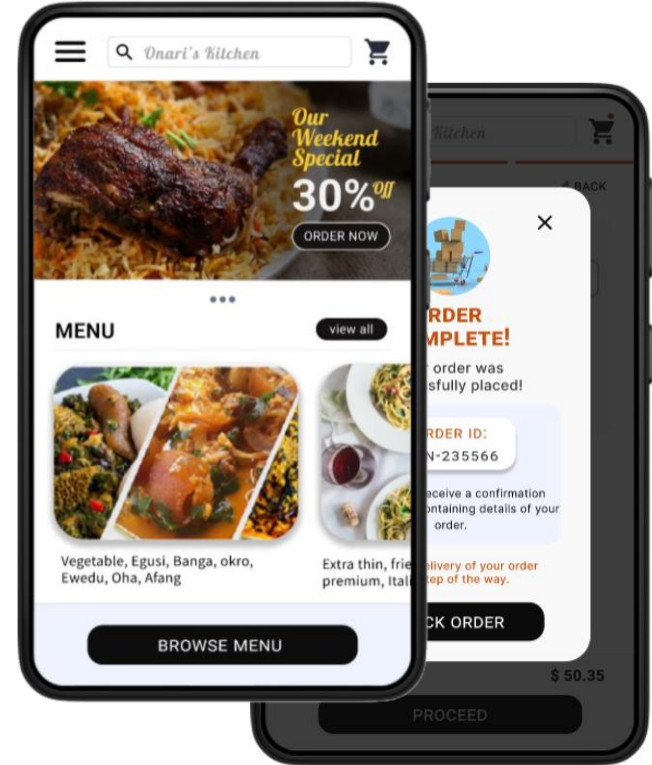 Onari's Kitchen
Our
Weekend
Special
30% Off
ORDER NOW
MENU
view all
Vegetable, Egusi, Banga, okro,
Ewedu, Oha, Afang
Extra thin, frie
premium, Itali
BROWSE MENU
Kitchen
BACK
RDER
MPLETE!
order was
sfully placed!
RDER ID:
N-235566
eceive a confirmation
ontaining details of your
order.
elivery of your order
tep of the way.
CK ORDER
$ 50.35
PROCEED